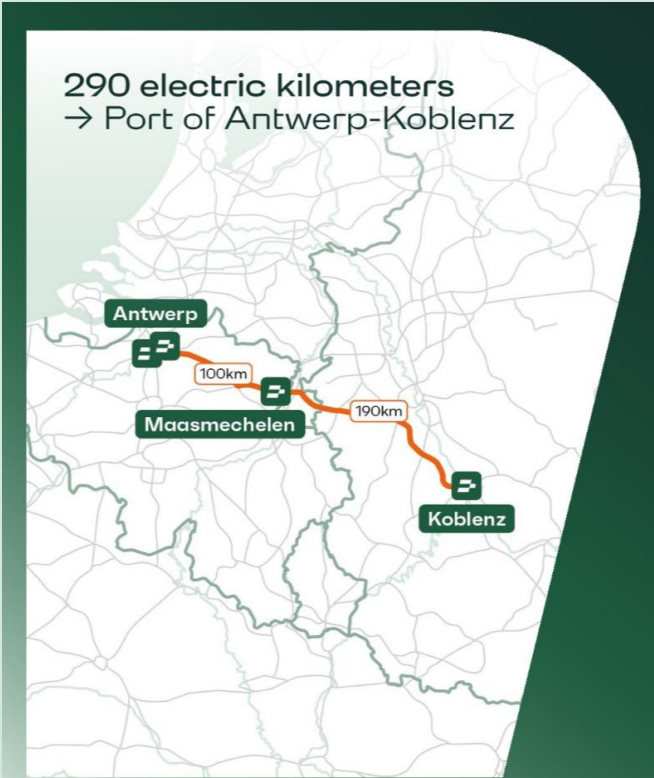 290 electric kilometers
→ Port of Antwerp-Koblenz
Antwerp
100km
Maasmechelen
190km
Koblenz